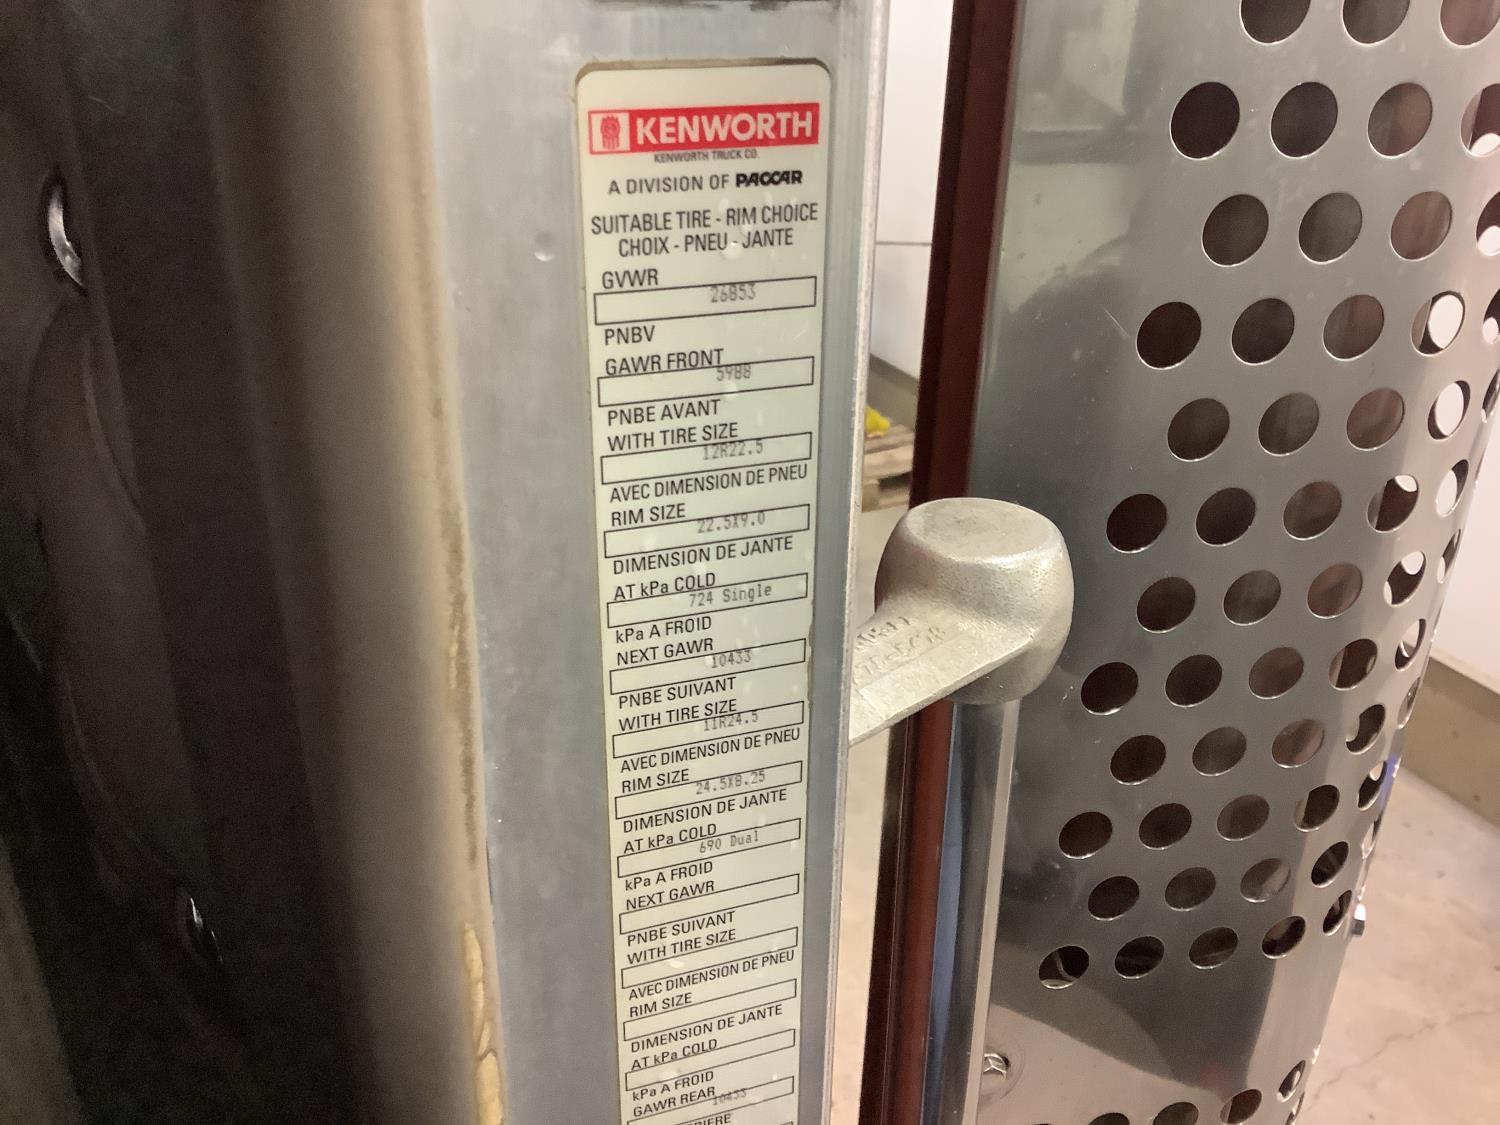 KENWORTH
KENWORTH TRUCK CO.
A DIVISION OF PACCAR
SUITABLE TIRE - RIM CHOICE
CHOIX - PNEU - JANTE
GVWR
26853
PNBV
GAWR FRONT
5988
PNBE AVANT
WITH TIRE SIZE
12R22.5
AVEC DIMENSION DE PNEU
RIM SIZE
22.5X9.0
DIMENSION DE JANTE
AT kPa COLD
724 Single
kPa A FROID
NEXT GAWR
10433
PNBE SUIVANT
WITH TIRE SIZE
11R24.5
AVEC DIMENSION DE PNEU
RIM SIZE
24.5X8.25
DIMENSION DE JANTE
AT kPa COLD
690 Dual
kPa A FROID
NEXT GAWR
PNBE SUIVANT
WITH TIRE SIZE
AVEC DIMENSION DE PNEU
RIM SIZE
DIMENSION DE JANTE
AT kPa COLD
kPa A FROID
GAWR REAR
10433